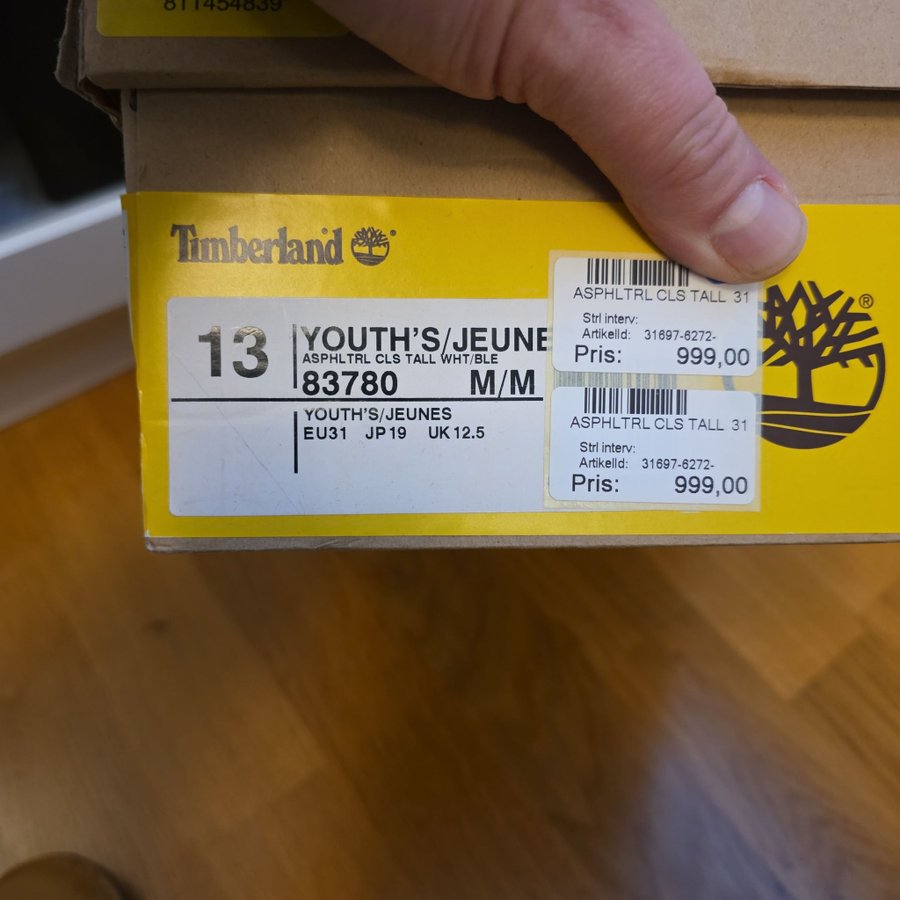 811454839
Timberland
13
YOUTH'S/JEUNE
ASPHLTRL CLS TALL WHT/BLE
83780 M/M
YOUTH'S/JEUNES
EU31 JP19 UK12.5
ASPHLTRL CLS TALL 31
Strl interv:
ArtikelId: 31697-6272-
Pris: 999,00
ASPHLTRL CLS TALL 31
Strl interv:
ArtikelId: 31697-6272-
Pris: 999,00
®